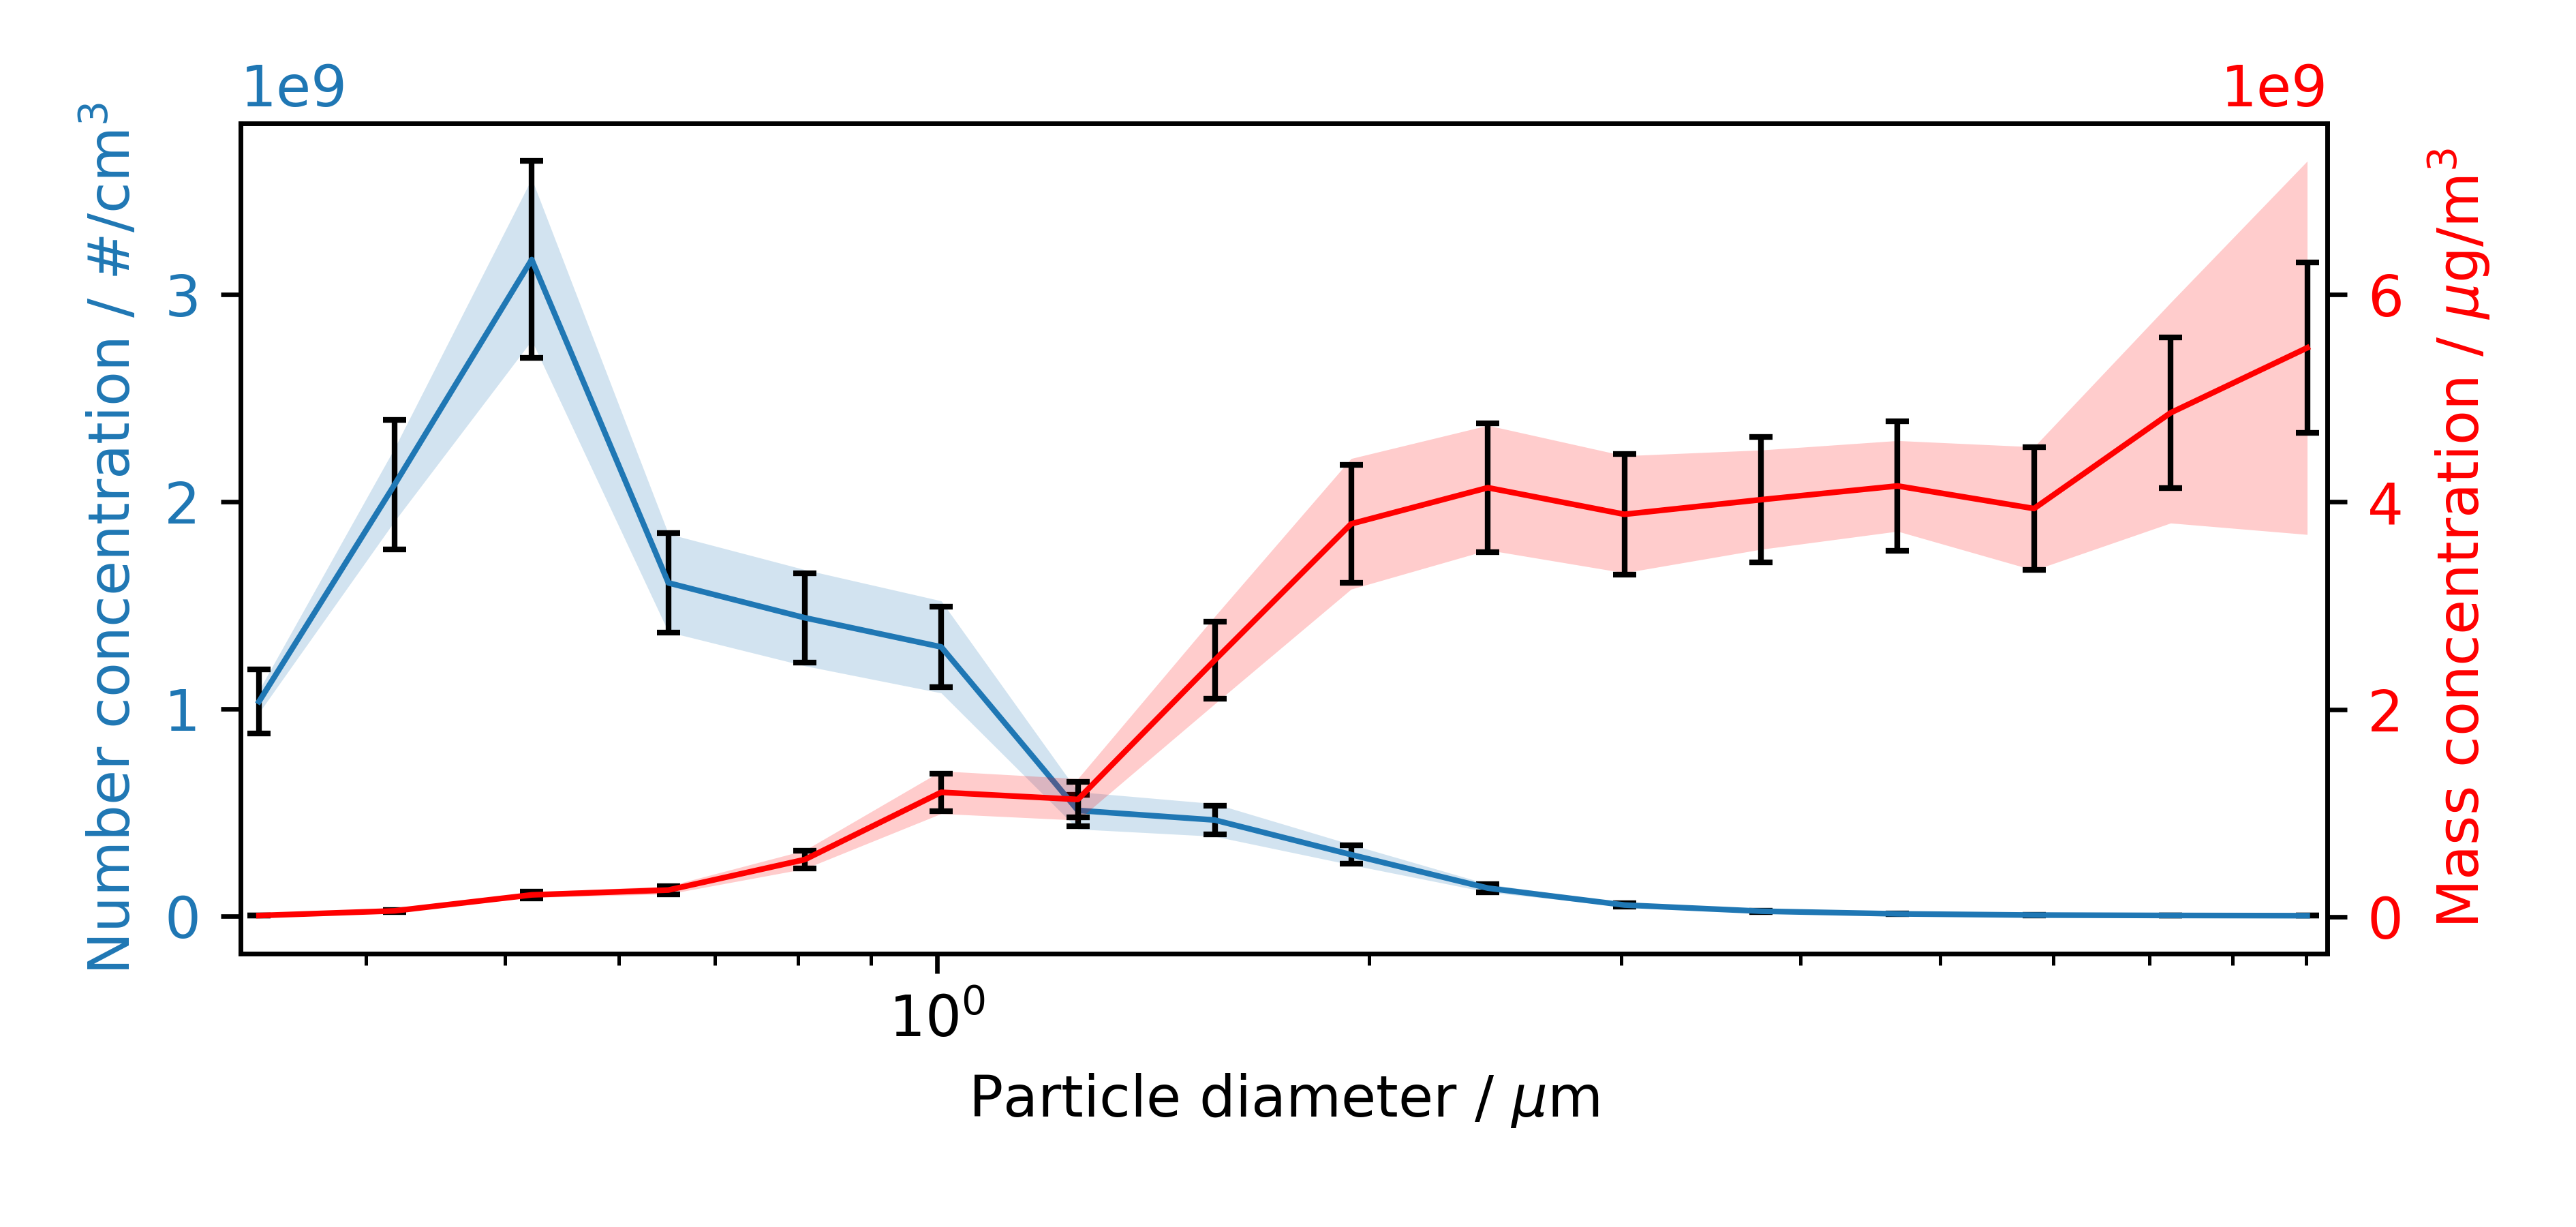 1e9
1e9
Number concentration / #/cm³
3
2
1
0
6
4
2
0
Mass concentration / μg/m³
10⁰
Particle diameter / μm